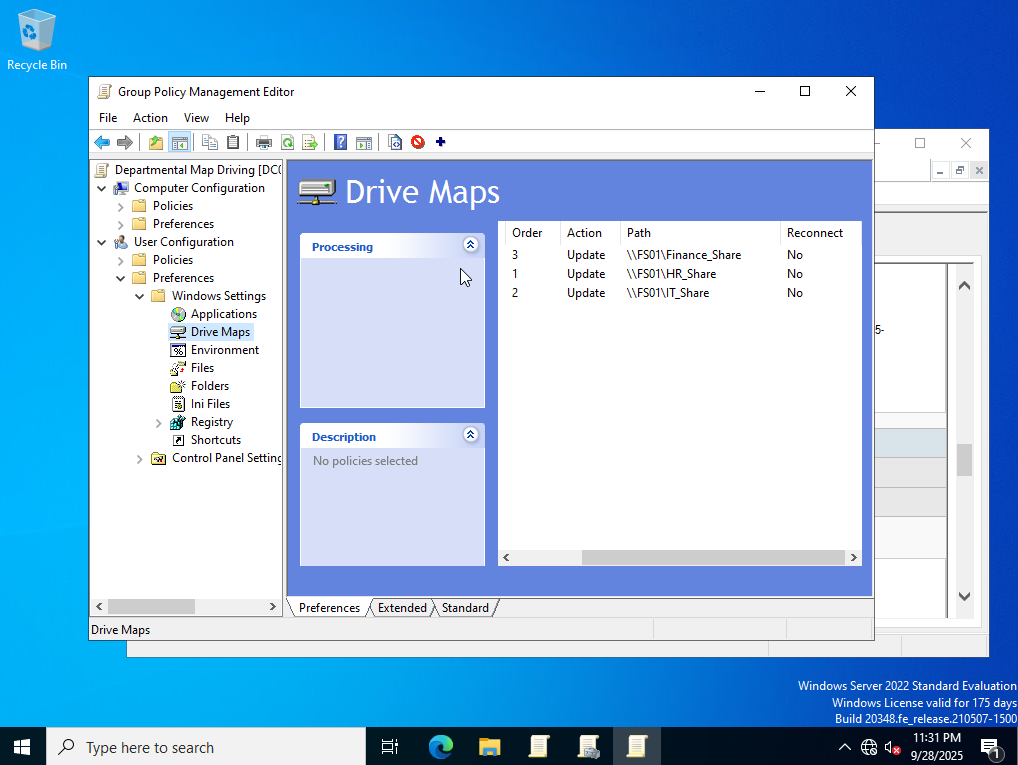 Recycle Bin
Group Policy Management Editor
File Action View Help
Departmental Map Driving [DC0
Computer Configuration
Policies
Preferences
User Configuration
Policies
Preferences
Windows Settings
Applications
Drive Maps
Environment
Files
Folders
Ini Files
Registry
Shortcuts
Control Panel Setting
Drive Maps
Processing
Description
No policies selected
Order Action Path Reconnect
3 Update \\FS01\Finance_Share No
1 Update \\FS01\HR_Share No
2 Update \\FS01\IT_Share No
5-
Preferences Extended Standard
Drive Maps
Windows Server 2022 Standard Evaluation
Windows License valid for 175 days
Build 20348.fe_release.210507-1500
Type here to search
11:31 PM
9/28/2025
1